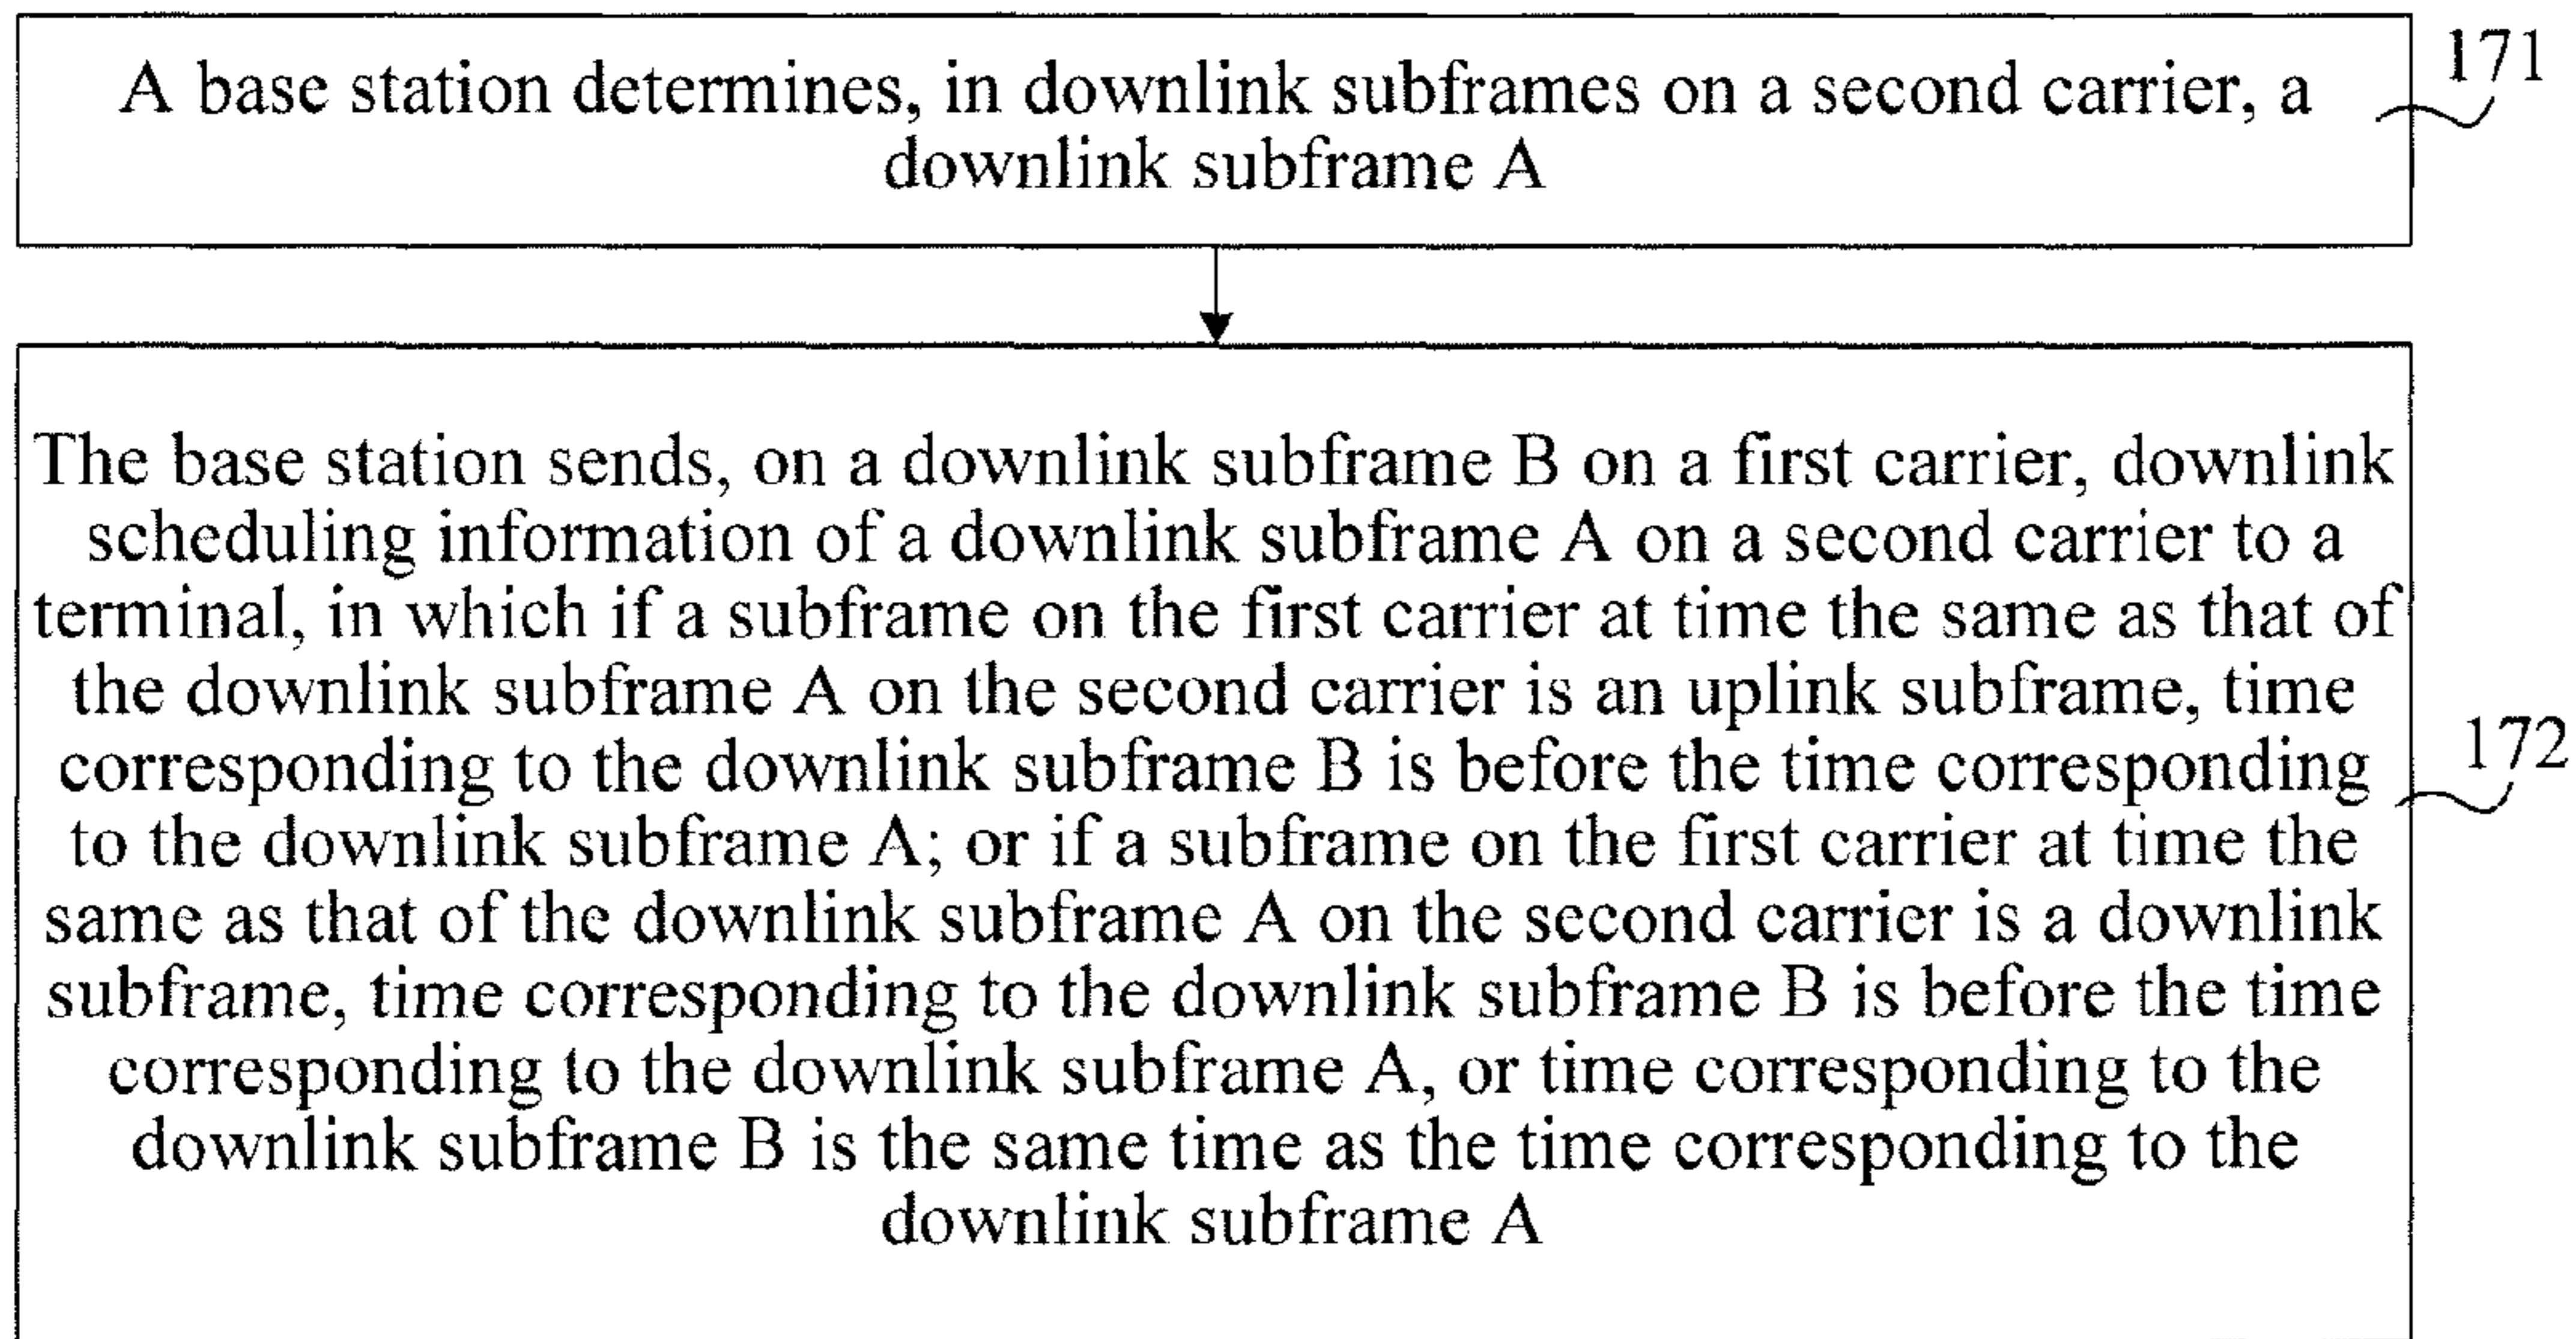 A base station determines, in downlink subframes on a second carrier, a
downlink subframe A
171
The base station sends, on a downlink subframe B on a first carrier, downlink
scheduling information of a downlink subframe A on a second carrier to a
terminal, in which if a subframe on the first carrier at time the same as that of
the downlink subframe A on the second carrier is an uplink subframe, time
corresponding to the downlink subframe B is before the time corresponding
to the downlink subframe A; or if a subframe on the first carrier at time the
same as that of the downlink subframe A on the second carrier is a downlink
subframe, time corresponding to the downlink subframe B is before the time
corresponding to the downlink subframe A, or time corresponding to the
downlink subframe B is the same time as the time corresponding to the
downlink subframe A
172